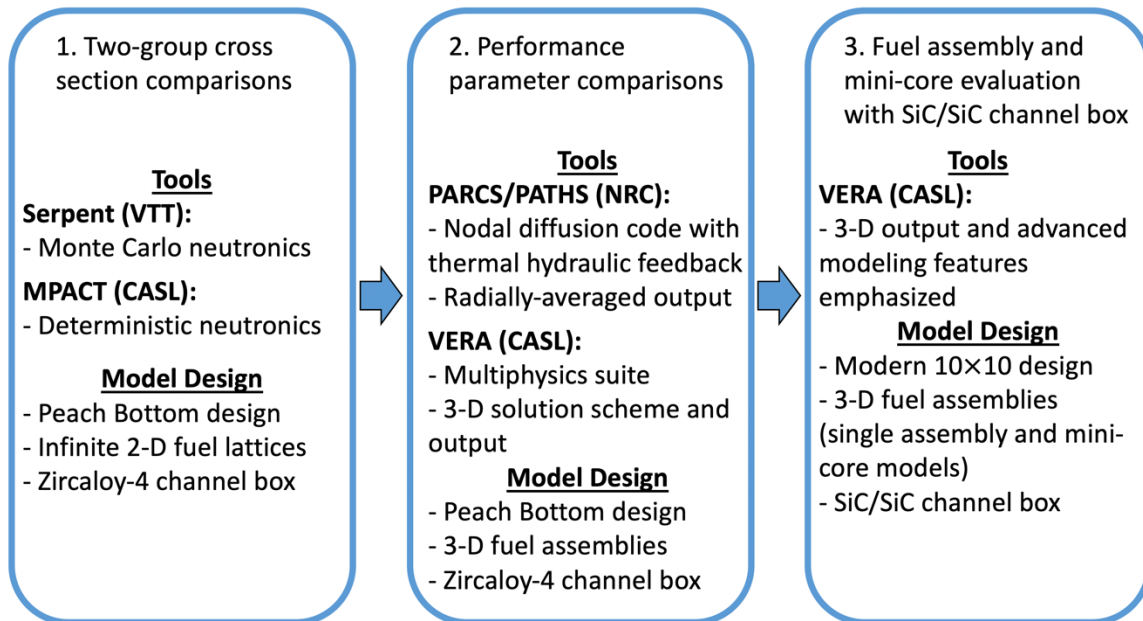 1. Two-group cross
section comparisons
Tools
Serpent (VTT):
- Monte Carlo neutronics
MPACT (CASL):
- Deterministic neutronics
Model Design
- Peach Bottom design
- Infinite 2-D fuel lattices
- Zircaloy-4 channel box
2. Performance
parameter comparisons
Tools
PARCS/PATHS (NRC):
- Nodal diffusion code with
thermal hydraulic feedback
- Radially-averaged output
VERA (CASL):
- Multiphysics suite
- 3-D solution scheme and
output
Model Design
- Peach Bottom design
- 3-D fuel assemblies
- Zircaloy-4 channel box
3. Fuel assembly and
mini-core evaluation
with SiC/SiC channel box
Tools
VERA (CASL):
- 3-D output and advanced
modeling features
emphasized
Model Design
- Modern 10×10 design
- 3-D fuel assemblies
(single assembly and mini-
core models)
- SiC/SiC channel box